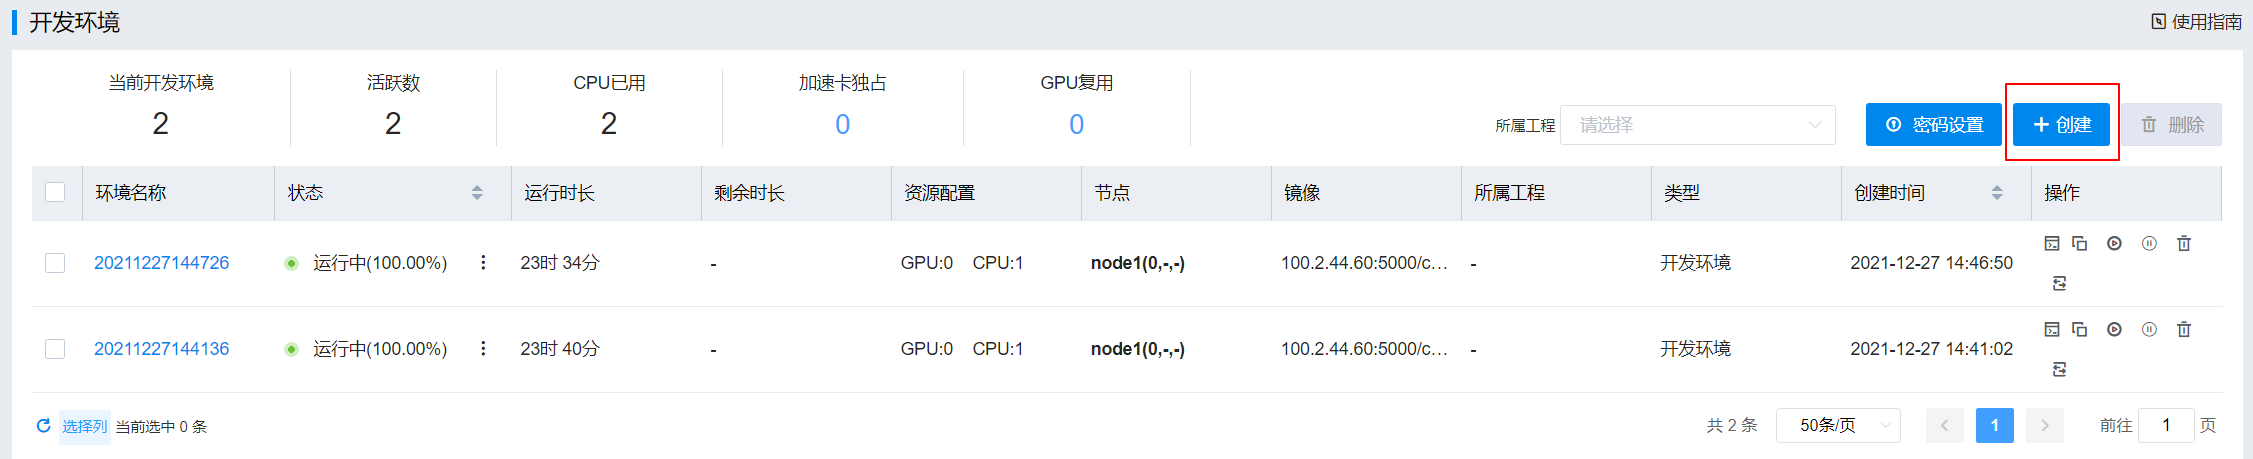 开发环境
使用指南
当前开发环境 活跃数 CPU已用 加速卡独占 GPU复用
2 2 2 0 0
所属工程 请选择 密码设置 创建 删除
环境名称 状态 运行时长 剩余时长 资源配置 节点 镜像 所属工程 类型 创建时间 操作
20211227144726 运行中(100.00%) 23时 34分 - GPU:0 CPU:1 node1(0,-,-) 100.2.44.60:5000/c... - 开发环境 2021-12-27 14:46:50
20211227144136 运行中(100.00%) 23时 40分 - GPU:0 CPU:1 node1(0,-,-) 100.2.44.60:5000/c... - 开发环境 2021-12-27 14:41:02
选择列 当前选中 0 条 共 2 条 50条/页 1 前往 1 页